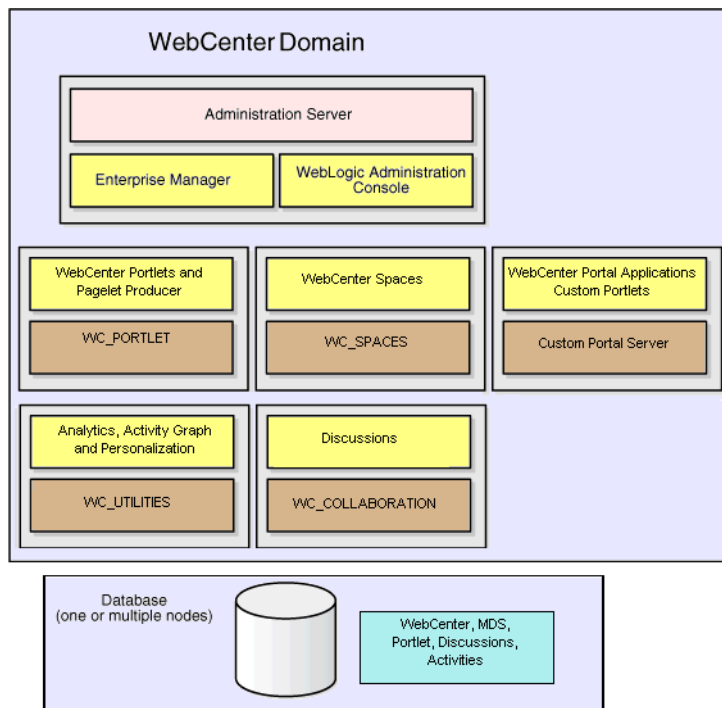 WebCenter Domain
Administration Server
Enterprise Manager
WebLogic Administration
Console
WebCenter Portlets and
Pagelet Producer
WC_PORTLET
WebCenter Spaces
WC_SPACES
WebCenter Portal Applications
Custom Portlets
Custom Portal Server
Analytics, Activity Graph
and Personalization
WC_UTILITIES
Discussions
WC_COLLABORATION
Database
(one or multiple nodes)
WebCenter, MDS,
Portlet, Discussions,
Activities